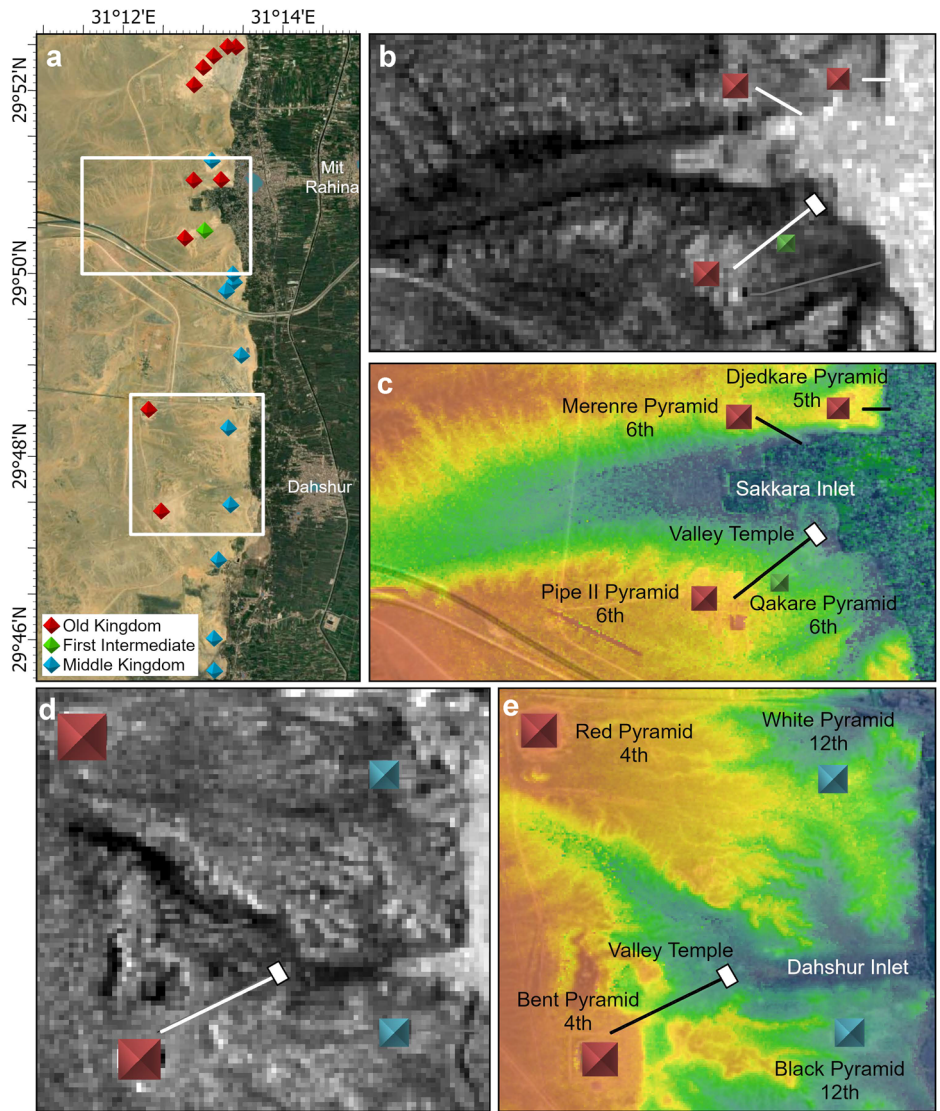 31°12'E
31°14'E
a
29°52'N
29°50'N
29°48'N
29°46'N
Mit
Rahina
Dahshur
Old Kingdom
First Intermediate
Middle Kingdom
b
c
Djedkare Pyramid
5th
Merenre Pyramid
6th
Sakkara Inlet
Valley Temple
Pipe II Pyramid
6th
Qakare Pyramid
6th
d
e
Red Pyramid
4th
White Pyramid
12th
Valley Temple
Dahshur Inlet
Bent Pyramid
4th
Black Pyramid
12th